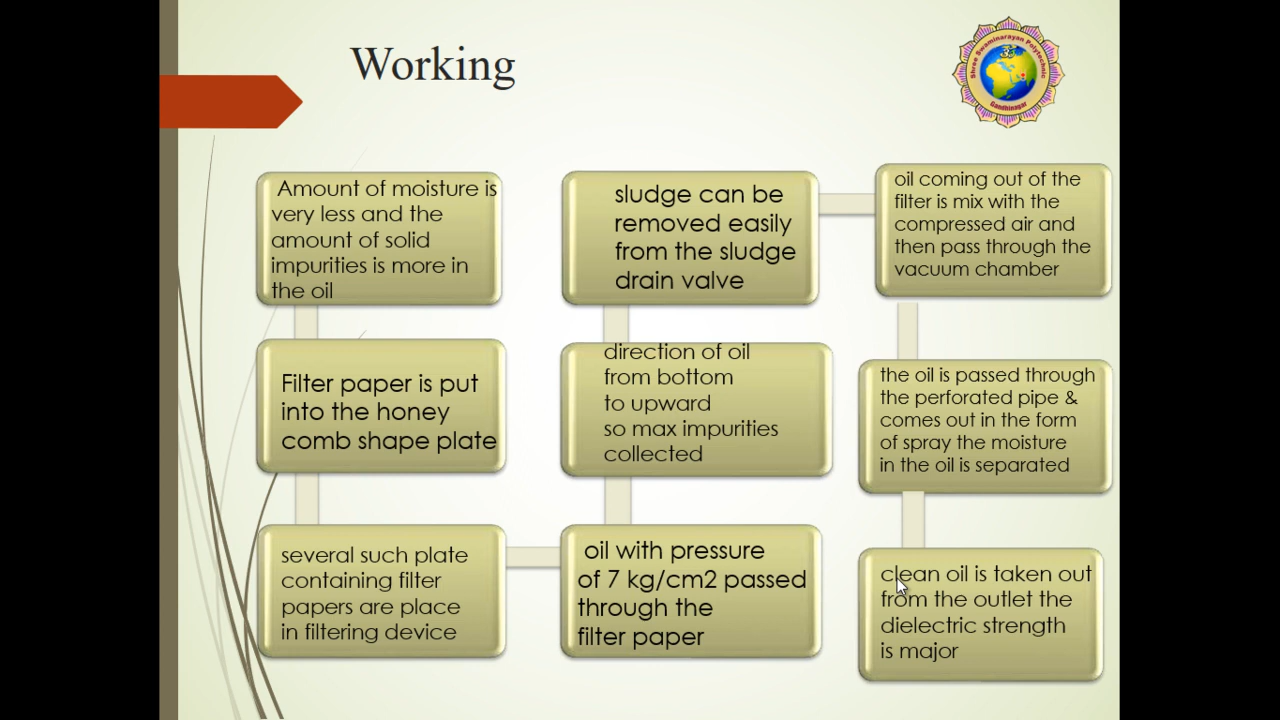 Working
Shree Swaminarayan Polytechnic
Gandhinagar
Amount of moisture is
very less and the
amount of solid
impurities is more in
the oil
Filter paper is put
into the honey
comb shape plate
several such plate
containing filter
papers are place
in filtering device
oil with pressure
of 7 kg/cm2 passed
through the
filter paper
direction of oil
from bottom
to upward
so max impurities
collected
sludge can be
removed easily
from the sludge
drain valve
oil coming out of the
filter is mix with the
compressed air and
then pass through the
vacuum chamber
the oil is passed through
the perforated pipe &
comes out in the form
of spray the moisture
in the oil is separated
clean oil is taken out
from the outlet the
dielectric strength
is major